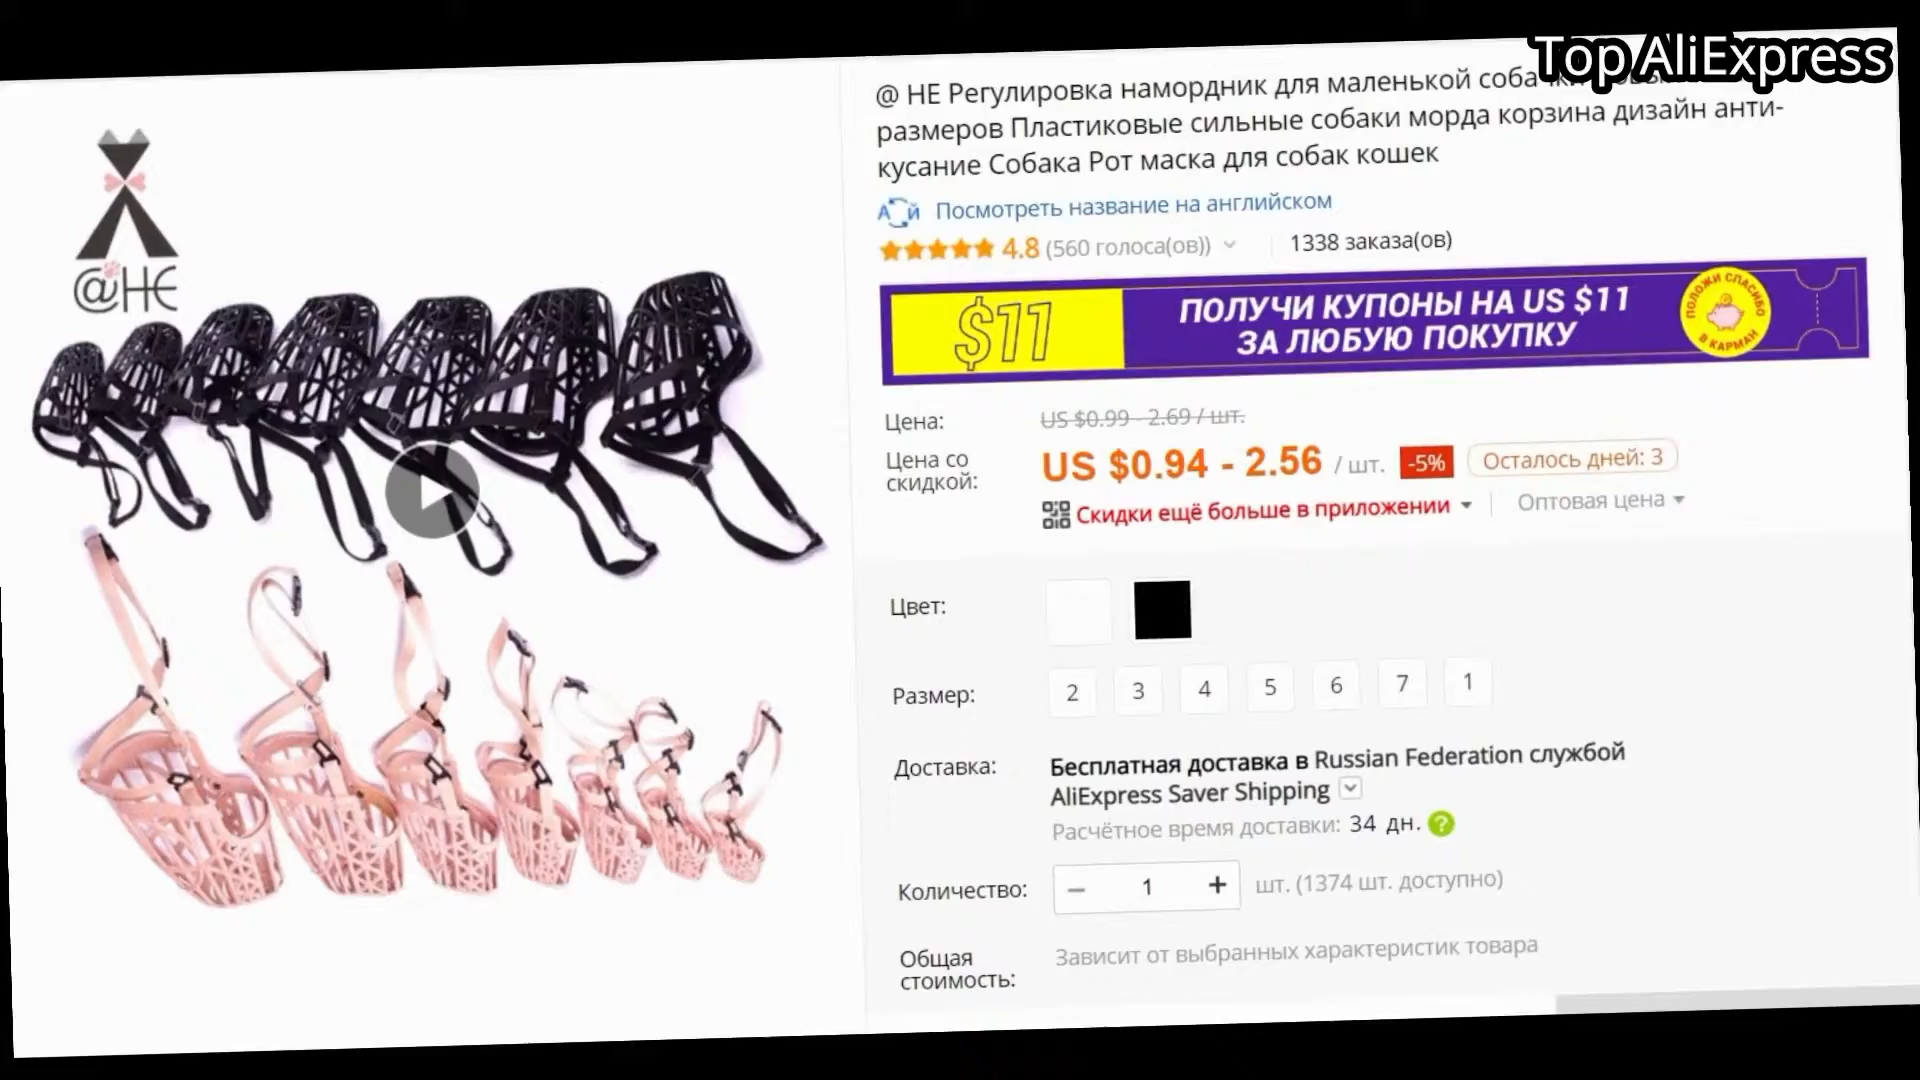 Top AliExpress
@ НЕ Регулировка намордник для маленькой
размеров Пластиковые сильные собаки морда корзина дизайн анти-
кусание Собака Рот маска для собак кошек
Посмотреть название на английском
4.8 (560 голоса(ов)) 1338 заказа(ов)
@HE
$11
ПОЛУЧИ КУПОНЫ НА US $11
ЗА ЛЮБУЮ ПОКУПКУ
ПОЛОЖИ СПАСИБО
В КАРМАН
Цена: US $0.99 - 2.69 / шт.
Цена со
скидкой:
US $0.94 - 2.56 / шт. -5% Осталось дней: 3
Скидки ещё больше в приложении Оптовая цена
Цвет:
Размер: 2 3 4 5 6 7 1
Доставка: Бесплатная доставка в Russian Federation службой
AliExpress Saver Shipping
Расчётное время доставки: 34 дн. ?
Количество: − 1 + шт. (1374 шт. доступно)
Общая
стоимость:
Зависит от выбранных характеристик товара